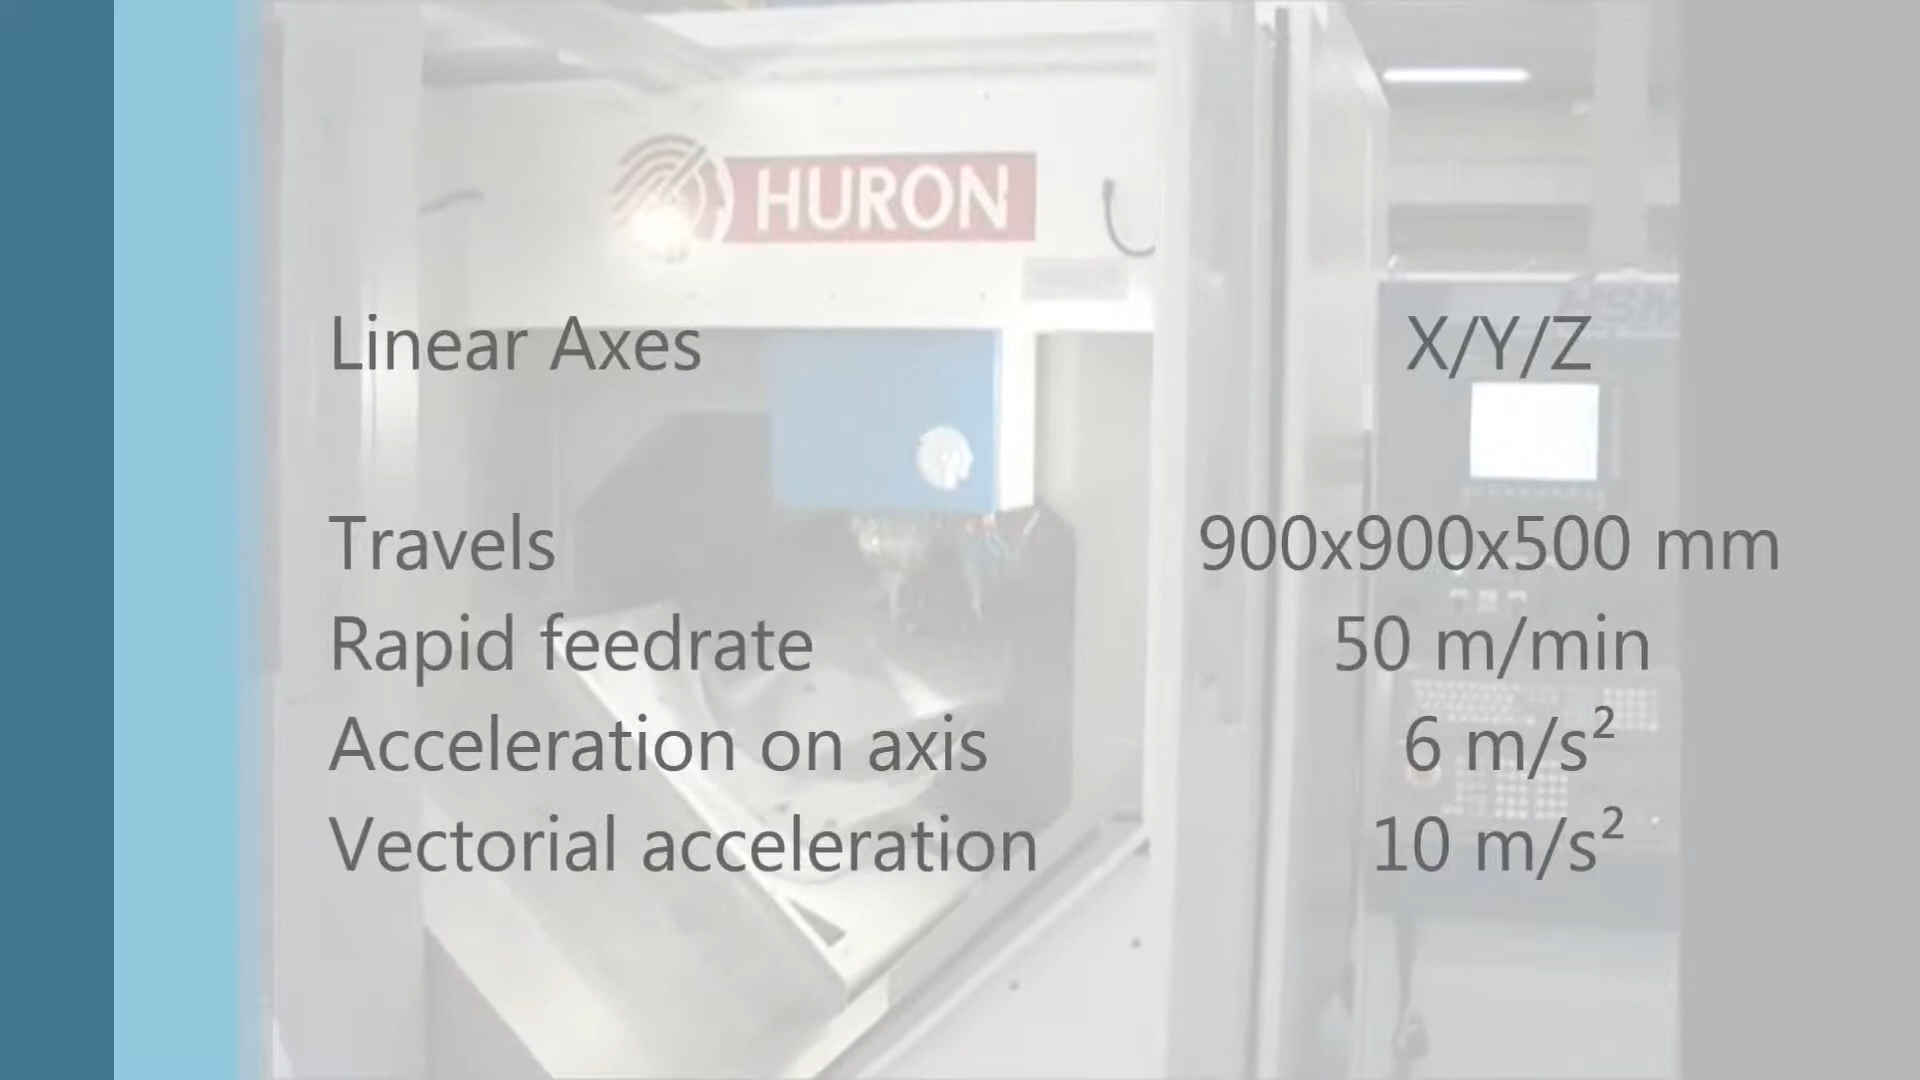 HURON
Linear Axes X/Y/Z
Travels 900x900x500 mm
Rapid feedrate 50 m/min
Acceleration on axis 6 m/s²
Vectorial acceleration 10 m/s²